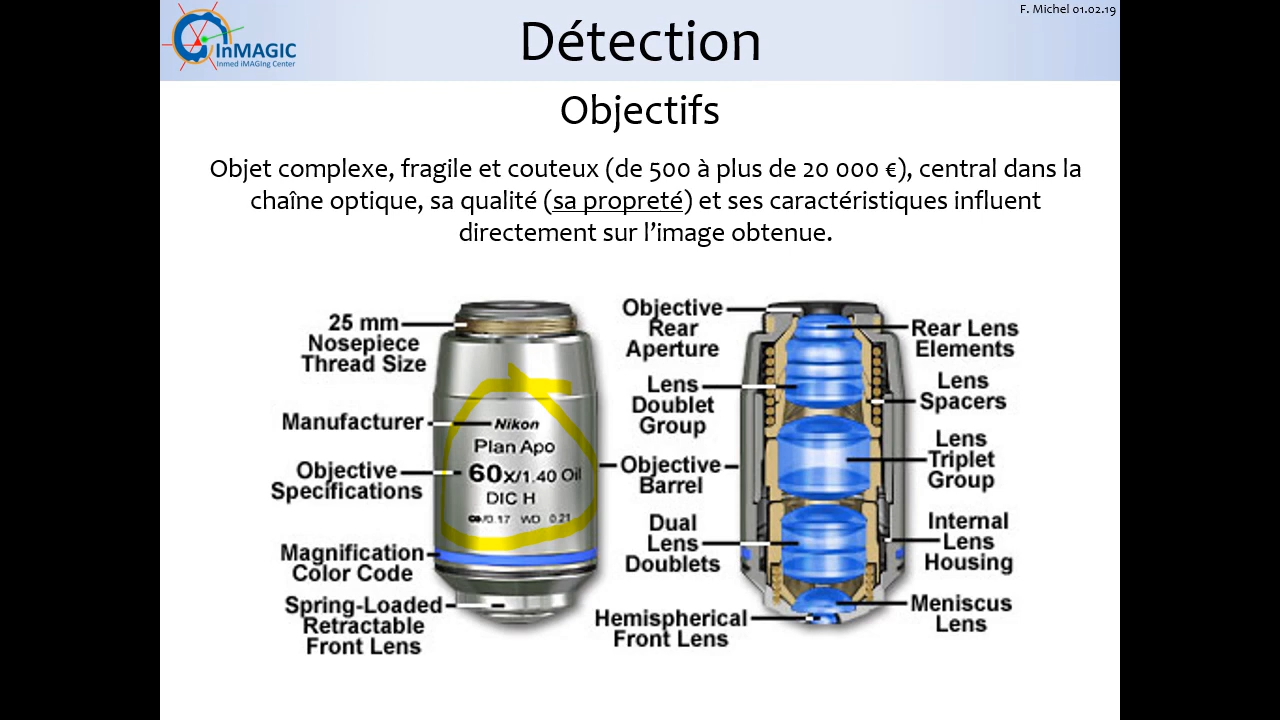 F. Michel 01.02.19
InMAGIC
Inmed iMAGIng Center
Détection
Objectifs
Objet complexe, fragile et couteux (de 500 à plus de 20 000 €), central dans la
chaîne optique, sa qualité (sa propreté) et ses caractéristiques influent
directement sur l’image obtenue.
25 mm
Nosepiece
Thread Size
Manufacturer
Objective
Specifications
Magnification
Color Code
Spring-Loaded
Retractable
Front Lens
Nikon
Plan Apo
60x/1.40 Oil
DIC H
∞/0.17 WD 0.21
Objective
Rear
Aperture
Lens
Doublet
Group
Objective
Barrel
Dual
Lens
Doublets
Hemispherical
Front Lens
Rear Lens
Elements
Lens
Spacers
Lens
Triplet
Group
Internal
Lens
Housing
Meniscus
Lens